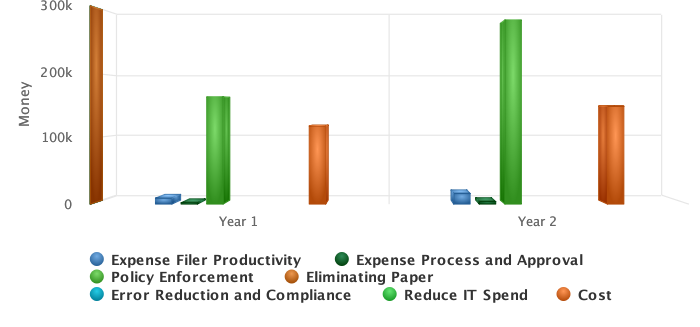 300k
200k
100k
0
Money
Year 1 Year 2
Expense Filer Productivity Expense Process and Approval
Policy Enforcement Eliminating Paper
Error Reduction and Compliance Reduce IT Spend Cost